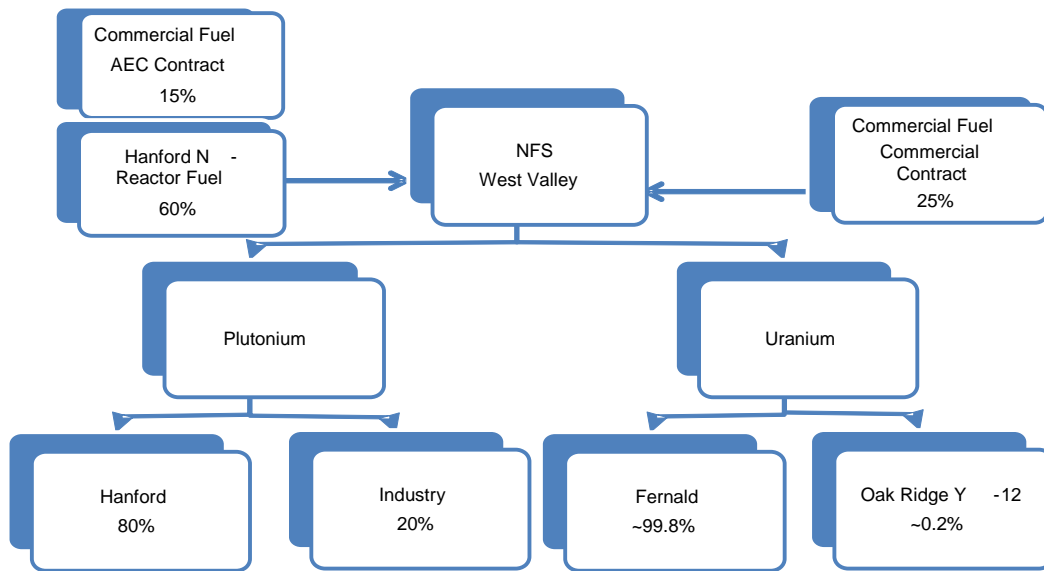 Commercial Fuel
AEC Contract
15%
Hanford N -
Reactor Fuel
60%
NFS
West Valley
Commercial Fuel
Commercial
Contract
25%
Plutonium
Uranium
Hanford
80%
Industry
20%
Fernald
~99.8%
Oak Ridge Y -12
~0.2%